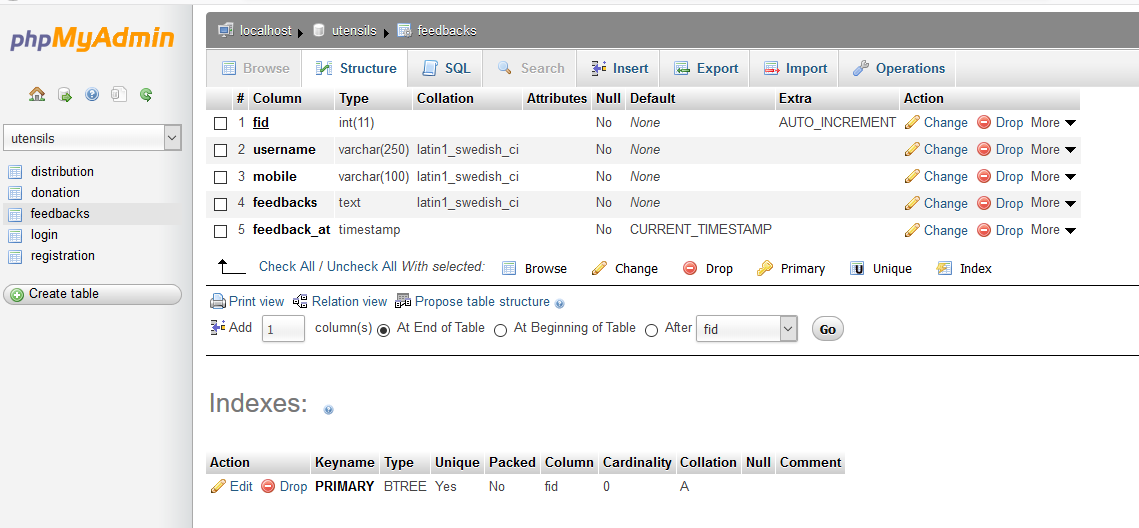 phpMyAdmin
localhost utensils feedbacks
Browse Structure SQL Search Insert Export Import Operations
utensils
distribution
donation
feedbacks
login
registration
Create table
# Column Type Collation Attributes Null Default Extra Action
1 fid int(11) No None AUTO_INCREMENT Change Drop More
2 username varchar(250) latin1_swedish_ci No None Change Drop More
3 mobile varchar(100) latin1_swedish_ci No None Change Drop More
4 feedbacks text latin1_swedish_ci No None Change Drop More
5 feedback_at timestamp No CURRENT_TIMESTAMP Change Drop More
Check All / Uncheck All With selected: Browse Change Drop Primary Unique Index
Print view Relation view Propose table structure
Add 1 column(s) At End of Table At Beginning of Table After fid Go
Indexes:
Action Keyname Type Unique Packed Column Cardinality Collation Null Comment
Edit Drop PRIMARY BTREE Yes No fid 0 A